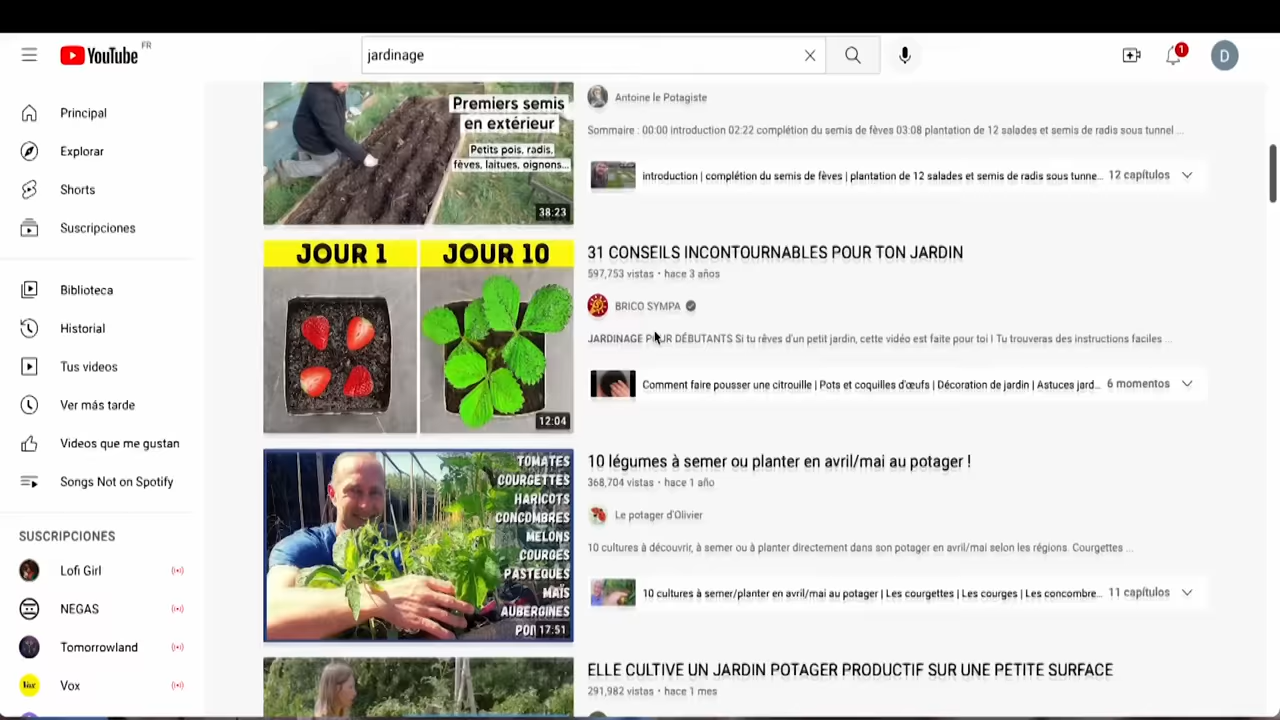 YouTube FR
jardinage
1
D
Principal
Explorar
Shorts
Suscripciones
Biblioteca
Historial
Tus videos
Ver más tarde
Videos que me gustan
Songs Not on Spotify
SUSCRIPCIONES
Lofi Girl
NEGAS
Tomorrowland
Vox
Premiers semis
en extérieur
Petits pois, radis,
fèves, laitues, oignons...
38:23
Antoine le Potagiste
Sommaire : 00:00 introduction 02:22 complétion du semis de fèves 03:08 plantation de 12 salades et semis de radis sous tunnel ...
introduction | complétion du semis de fèves | plantation de 12 salades et semis de radis sous tunne... 12 capítulos
JOUR 1
JOUR 10
12:04
31 CONSEILS INCONTOURNABLES POUR TON JARDIN
597,753 vistas • hace 3 años
BRICO SYMPA
JARDINAGE POUR DÉBUTANTS Si tu rêves d'un petit jardin, cette vidéo est faite pour toi ! Tu trouveras des instructions faciles ...
Comment faire pousser une citrouille | Pots et coquilles d'œufs | Décoration de jardin | Astuces jard... 6 momentos
TOMATES
COURGETTES
HARICOTS
CONCOMBRES
MELONS
COURGES
PASTEQUES
MAÏS
AUBERGINES
17:51
10 légumes à semer ou planter en avril/mai au potager !
368,704 vistas • hace 1 año
Le potager d'Olivier
10 cultures à découvrir, à semer ou à planter directement dans son potager en avril/mai selon les régions. Courgettes ...
10 cultures à semer/planter en avril/mai au potager | Les courgettes | Les courges | Les concombre... 11 capítulos
ELLE CULTIVE UN JARDIN POTAGER PRODUCTIF SUR UNE PETITE SURFACE
291,982 vistas • hace 1 mes